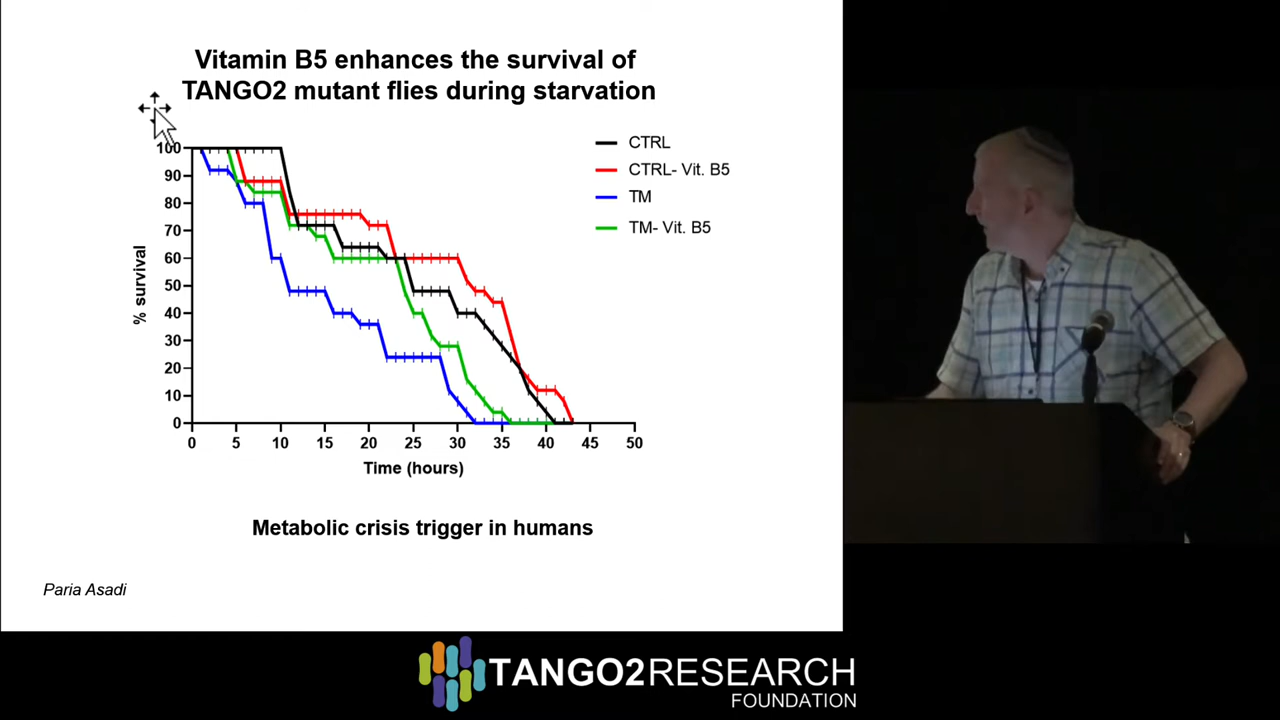 Vitamin B5 enhances the survival of
TANGO2 mutant flies during starvation
CTRL
CTRL- Vit. B5
TM
TM- Vit. B5
% survival
100
90
80
70
60
50
40
30
20
10
0
0 5 10 15 20 25 30 35 40 45 50
Time (hours)
Metabolic crisis trigger in humans
Paria Asadi
TANGO2RESEARCH
FOUNDATION